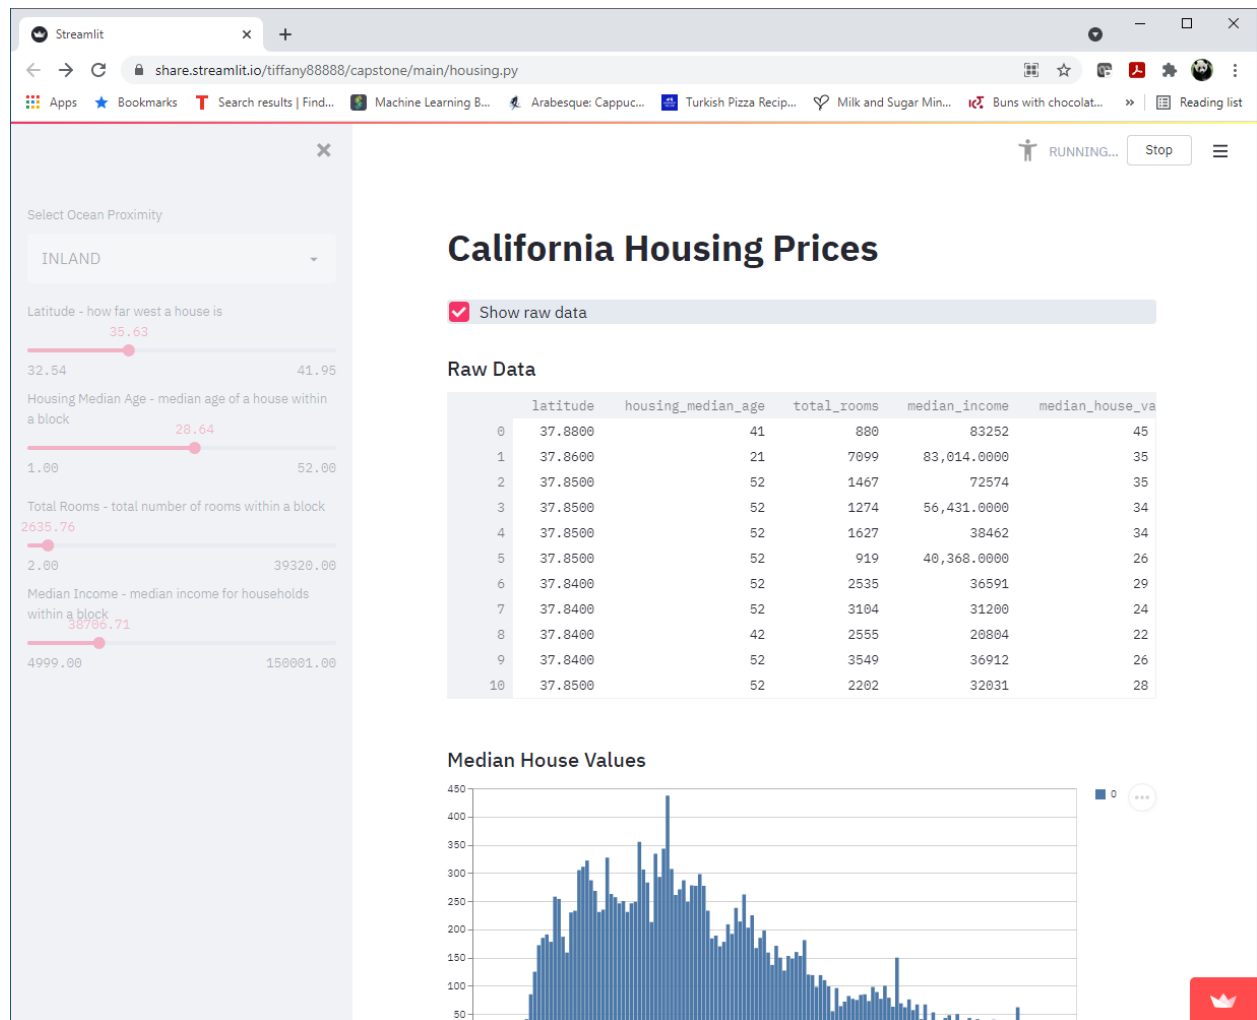 Streamlit
share.streamlit.io/tiffany88888/capstone/main/housing.py
Apps Bookmarks Search results | Find... Machine Learning B... Arabesque: Cappuc... Turkish Pizza Recip... Milk and Sugar Min... Buns with chocolat... » Reading list
RUNNING... Stop
Select Ocean Proximity
INLAND
Latitude - how far west a house is
35.63
32.54 41.95
Housing Median Age - median age of a house within
a block
28.64
1.00 52.00
Total Rooms - total number of rooms within a block
2635.76
2.00 39320.00
Median Income - median income for households
within a block
38706.71
4999.00 150001.00
California Housing Prices
Show raw data
Raw Data
latitude housing_median_age total_rooms median_income median_house_va
0 37.8800 41 880 83252 45
1 37.8600 21 7099 83,014.0000 35
2 37.8500 52 1467 72574 35
3 37.8500 52 1274 56,431.0000 34
4 37.8500 52 1627 38462 34
5 37.8500 52 919 40,368.0000 26
6 37.8400 52 2535 36591 29
7 37.8400 52 3104 31200 24
8 37.8400 42 2555 20804 22
9 37.8400 52 3549 36912 26
10 37.8500 52 2202 32031 28
Median House Values
450
400
350
300
250
200
150
100
50
0